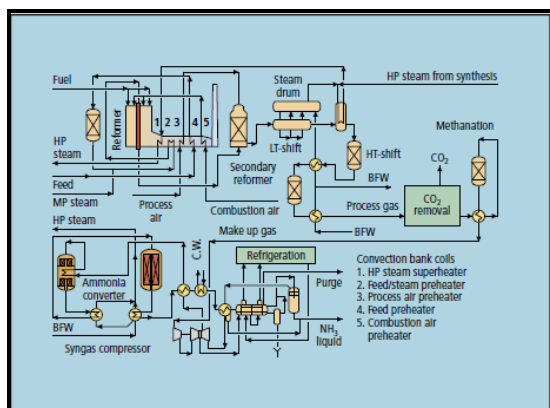 Fuel
Steam
drum
HP steam from synthesis
1 2 3 4 5
Reformer
Methanation
HP
steam
LT-shift
HT-shift
CO2
Secondary
reformer
Feed
BFW
MP steam
Process
air
Combustion air
Process gas
CO2
removal
HP steam
Make up gas
BFW
C.W.
Refrigeration
Convection bank coils
Purge
1. HP steam superheater
Ammonia
converter
2. Feed/steam preheater
3. Process air preheater
4. Feed preheater
5. Combustion air
preheater
BFW
NH3
liquid
Syngas compressor